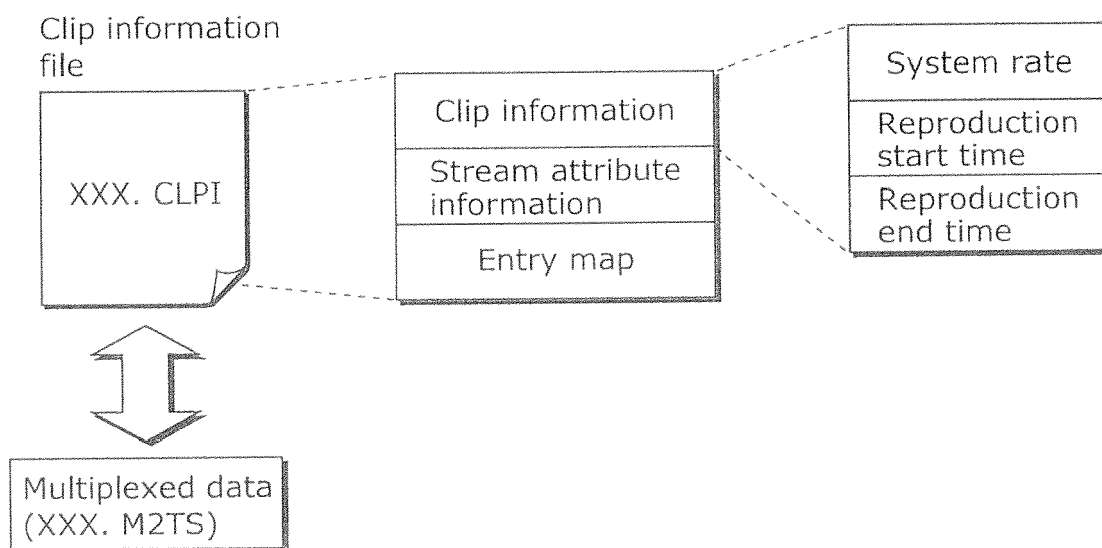 Clip information
file
XXX. CLPI
Multiplexed data
(XXX. M2TS)
Clip information
Stream attribute
information
Entry map
System rate
Reproduction
start time
Reproduction
end time